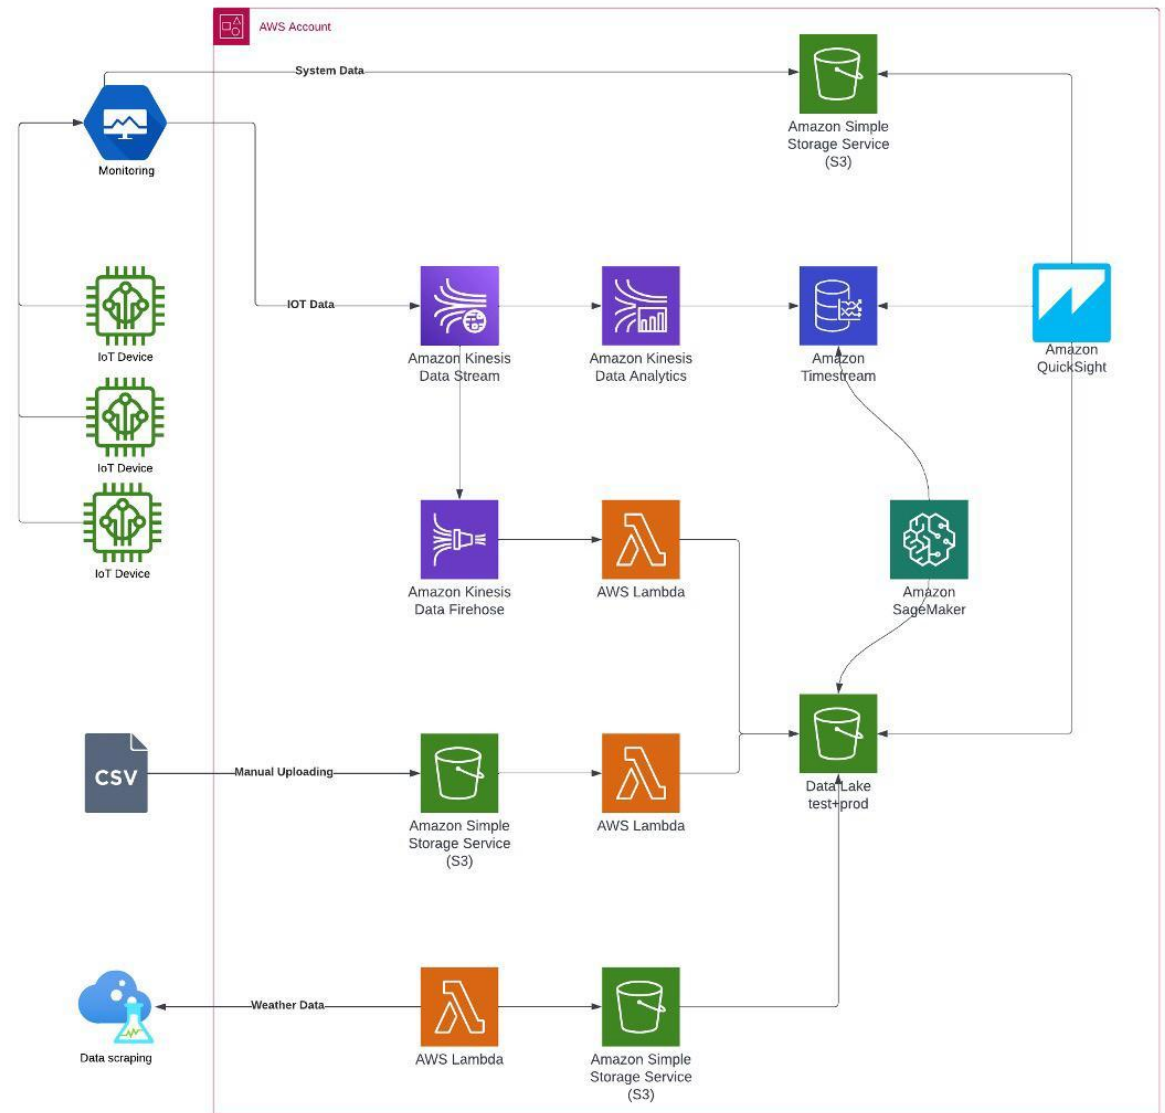 AWS Account
System Data
Amazon Simple
Storage Service
(S3)
Monitoring
IOT Data
Amazon Kinesis
Data Stream
Amazon Kinesis
Data Analytics
Amazon
Timestream
Amazon
QuickSight
IoT Device
IoT Device
IoT Device
Amazon Kinesis
Data Firehose
AWS Lambda
Amazon
SageMaker
CSV
Manual Uploading
Amazon Simple
Storage Service
(S3)
AWS Lambda
Data Lake
test+prod
Data scraping
Weather Data
AWS Lambda
Amazon Simple
Storage Service
(S3)